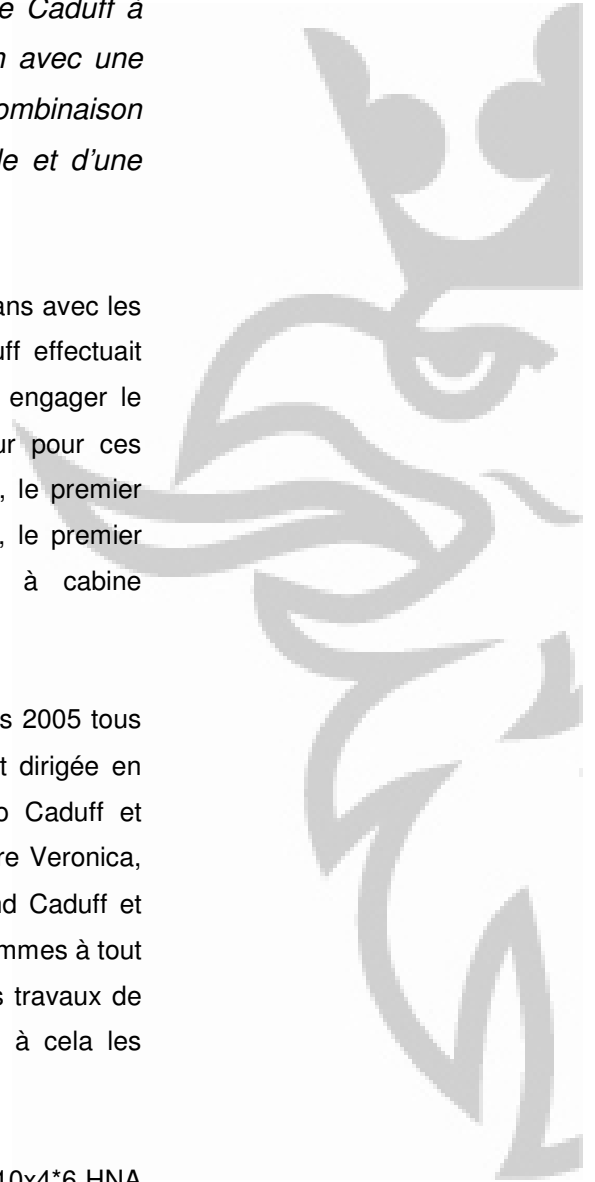 e Caduff à
n avec une
ombinaison
le et d'une
ans avec les
uff effectuait
engager le
ur pour ces
, le premier
, le premier
à cabine
s 2005 tous
t dirigée en
o Caduff et
re Veronica,
nd Caduff et
mmes à tout
s travaux de
à cela les
10x4*6 HNA